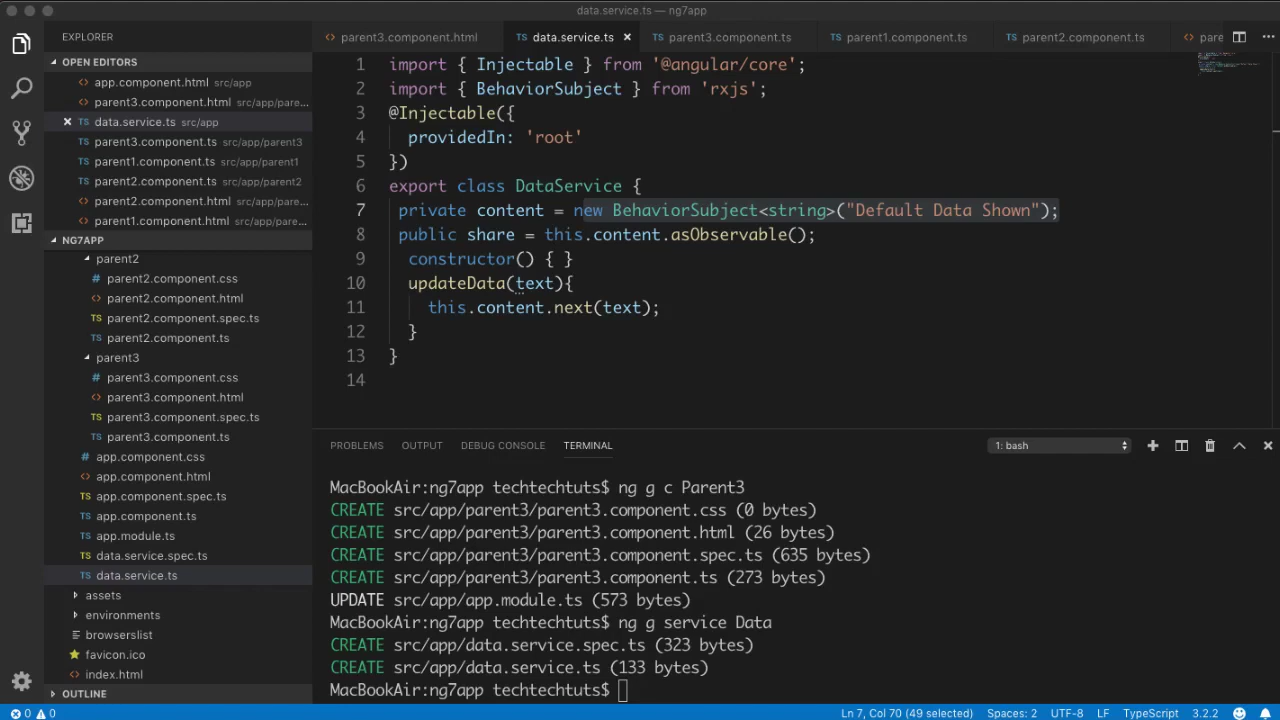 data.service.ts — ng7app
EXPLORER
OPEN EDITORS
app.component.html src/app
parent3.component.html src/app/pare...
data.service.ts src/app
TS parent3.component.ts src/app/parent3
TS parent1.component.ts src/app/parent1
TS parent2.component.ts src/app/parent2
parent2.component.html src/app/pare...
parent1.component.html src/app/pare...
NG7APP
parent2
# parent2.component.css
parent2.component.html
TS parent2.component.spec.ts
TS parent2.component.ts
parent3
# parent3.component.css
parent3.component.html
TS parent3.component.spec.ts
TS parent3.component.ts
# app.component.css
app.component.html
TS app.component.spec.ts
TS app.component.ts
TS app.module.ts
TS data.service.spec.ts
TS data.service.ts
assets
environments
browserslist
favicon.ico
index.html
OUTLINE
parent3.component.html TS data.service.ts TS parent3.component.ts TS parent1.component.ts TS parent2.component.ts pare
1 import { Injectable } from '@angular/core';
2 import { BehaviorSubject } from 'rxjs';
3 @Injectable({
4 providedIn: 'root'
5 })
6 export class DataService {
7 private content = new BehaviorSubject<string>("Default Data Shown");
8 public share = this.content.asObservable();
9 constructor() { }
10 updateData(text){
11 this.content.next(text);
12 }
13 }
14
PROBLEMS OUTPUT DEBUG CONSOLE TERMINAL 1: bash
MacBookAir:ng7app techtechtuts$ ng g c Parent3
CREATE src/app/parent3/parent3.component.css (0 bytes)
CREATE src/app/parent3/parent3.component.html (26 bytes)
CREATE src/app/parent3/parent3.component.spec.ts (635 bytes)
CREATE src/app/parent3/parent3.component.ts (273 bytes)
UPDATE src/app/app.module.ts (573 bytes)
MacBookAir:ng7app techtechtuts$ ng g service Data
CREATE src/app/data.service.spec.ts (323 bytes)
CREATE src/app/data.service.ts (133 bytes)
MacBookAir:ng7app techtechtuts$
0 0 Ln 7, Col 70 (49 selected) Spaces: 2 UTF-8 LF TypeScript 3.2.2